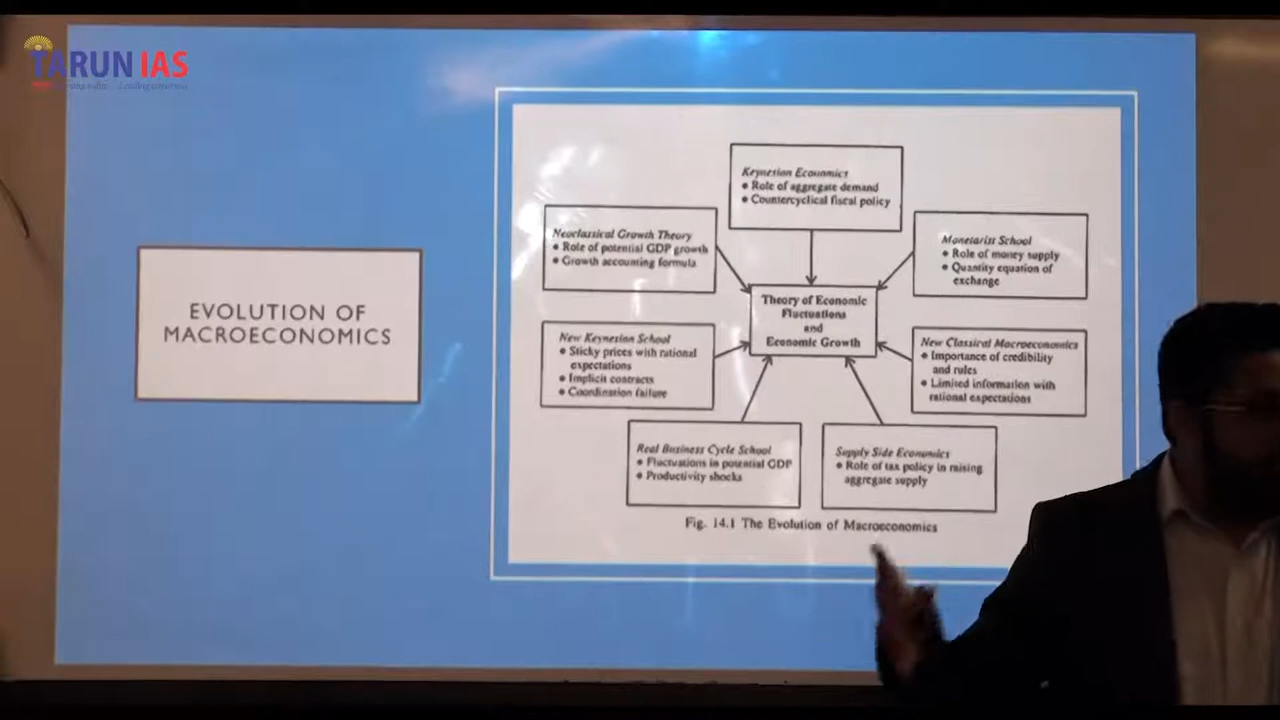 TARUN IAS
EVOLUTION OF
MACROECONOMICS
Keynesian Economics
• Role of aggregate demand
• Countercyclical fiscal policy
Neoclassical Growth Theory
• Role of potential GDP growth
• Growth accounting formula
Monetarist School
• Role of money supply
• Quantity equation of
exchange
Theory of Economic
Fluctuations
and
Economic Growth
New Keynesian School
• Sticky prices with rational
expectations
• Implicit contracts
• Coordination failure
New Classical Macroeconomics
• Importance of credibility
and rules
• Limited information with
rational expectations
Real Business Cycle School
• Fluctuations in potential GDP
• Productivity shocks
Supply Side Economics
• Role of tax policy in raising
aggregate supply
Fig. 14.1 The Evolution of Macroeconomics